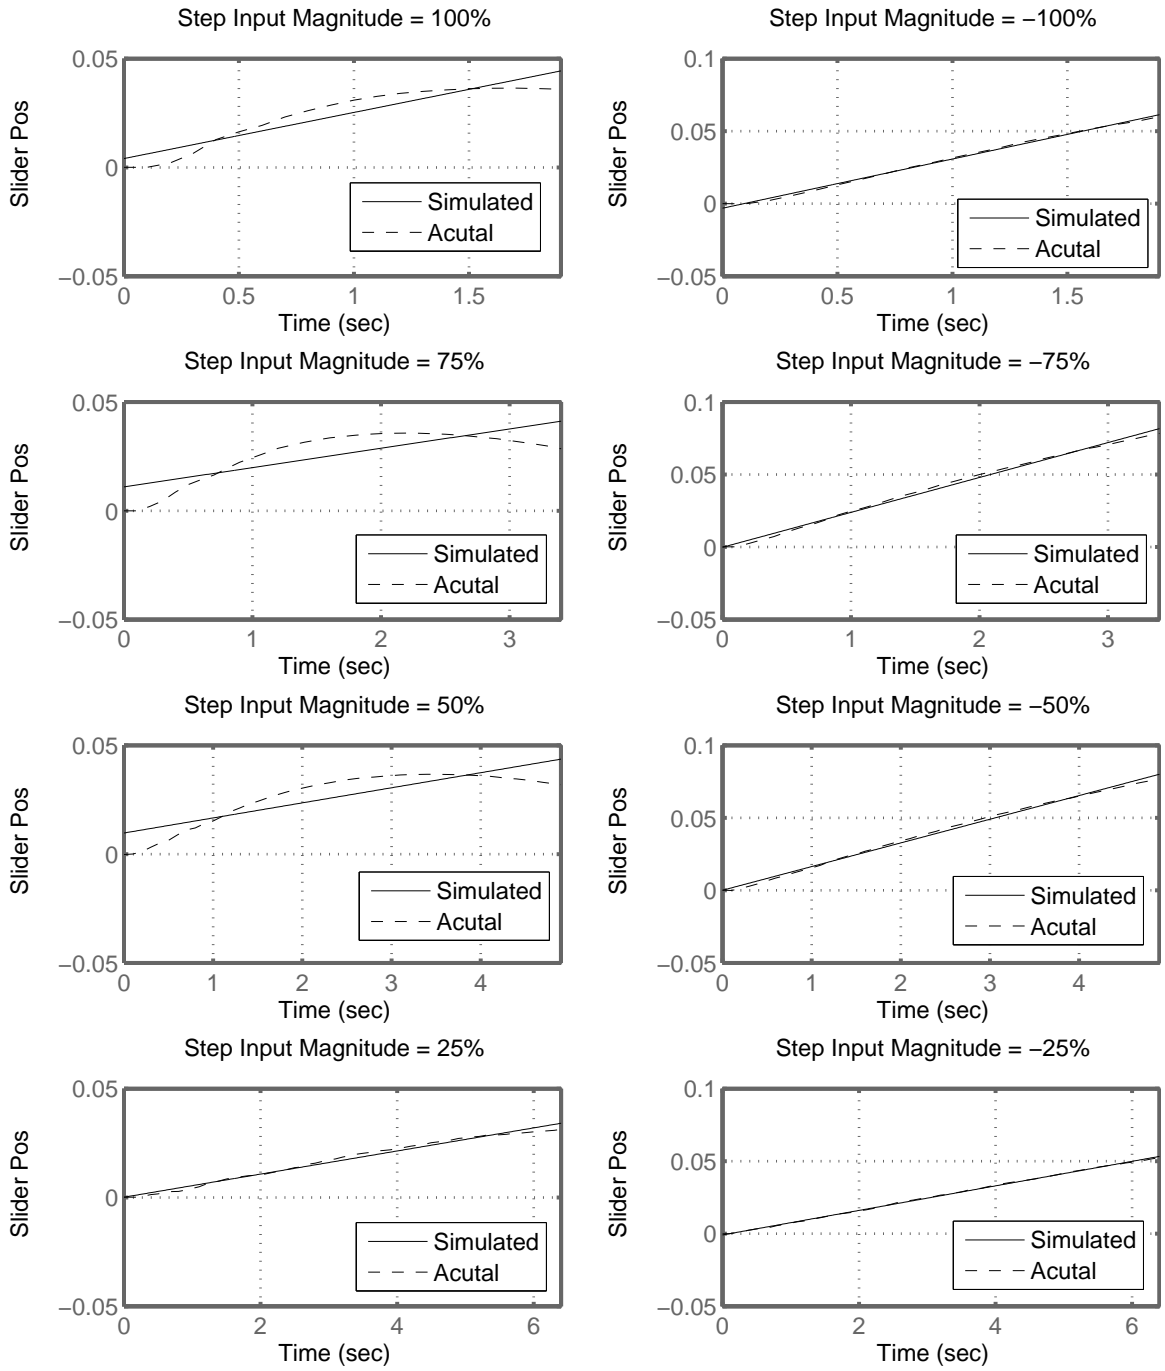 Step Input Magnitude = 100%
0.05
0
−0.05
Slider Pos
Simulated
Acutal
0
0.5
1
1.5
Time (sec)
Step Input Magnitude = −100%
0.1
0.05
0
−0.05
Slider Pos
Simulated
Acutal
0
0.5
1
1.5
Time (sec)
Step Input Magnitude = 75%
0.05
0
−0.05
Slider Pos
Simulated
Acutal
0
1
2
3
Time (sec)
Step Input Magnitude = −75%
0.1
0.05
0
−0.05
Slider Pos
Simulated
Acutal
0
1
2
3
Time (sec)
Step Input Magnitude = 50%
0.05
0
−0.05
Slider Pos
Simulated
Acutal
0
1
2
3
4
Time (sec)
Step Input Magnitude = −50%
0.1
0.05
0
−0.05
Slider Pos
Simulated
Acutal
0
1
2
3
4
Time (sec)
Step Input Magnitude = 25%
0.05
0
−0.05
Slider Pos
Simulated
Acutal
0
2
4
6
Time (sec)
Step Input Magnitude = −25%
0.1
0.05
0
−0.05
Slider Pos
Simulated
Acutal
0
2
4
6
Time (sec)